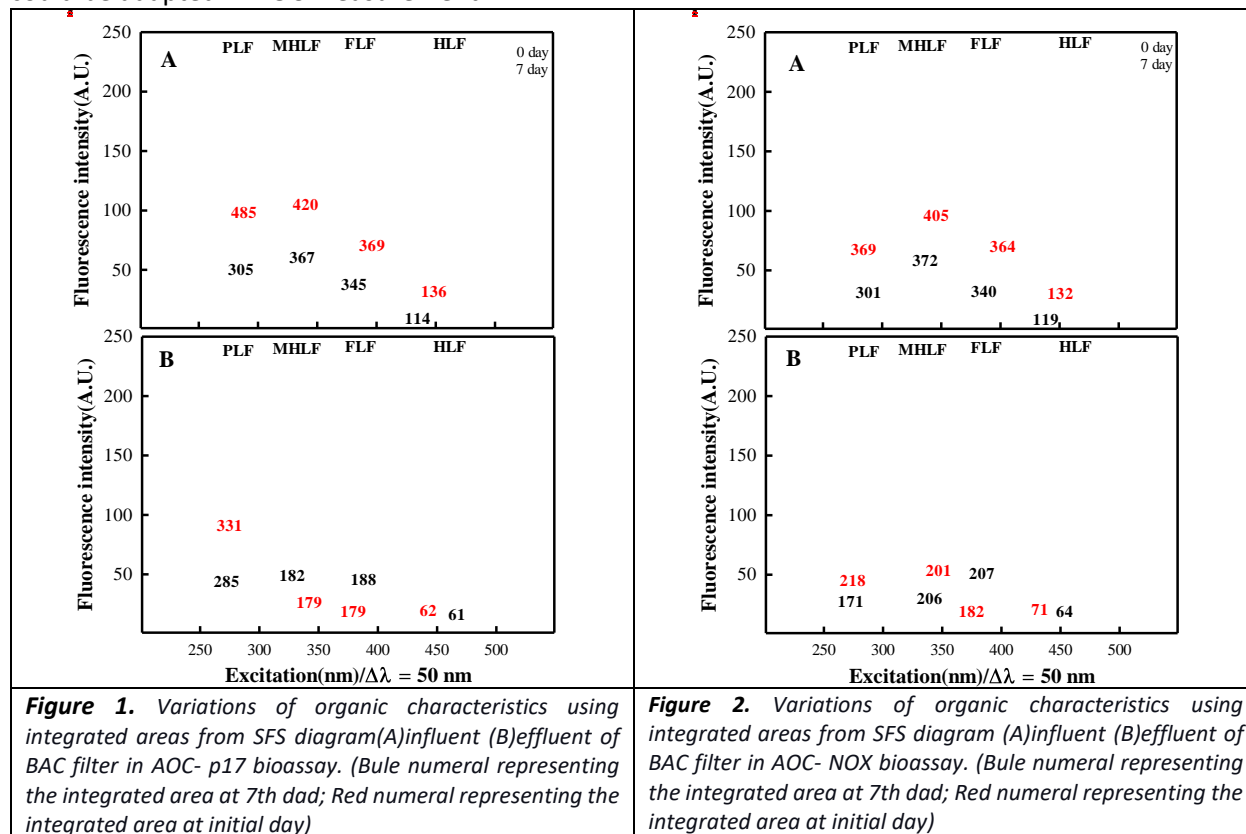 250
A
PLF MHLF FLF HLF
0 day
7 day
200
150
100
50
Fluorescence intensity(A.U.)
485 420
369
305 367
345
136
114
250
B
PLF MHLF FLF HLF
200
150
100
50
Fluorescence intensity(A.U.)
331
285 182 188
179 179 62 61
250 300 350 400 450 500
Excitation(nm)/Δλ = 50 nm
Figure 1. Variations of organic characteristics using
integrated areas from SFS diagram(A)influent (B)effluent of
BAC filter in AOC- p17 bioassay. (Bule numeral representing
the integrated area at 7th dad; Red numeral representing the
integrated area at initial day)
250
A
PLF MHLF FLF HLF
0 day
7 day
200
150
100
50
Fluorescence intensity(A.U.)
405
369 364
372
301 340 132
119
250
B
PLF MHLF FLF HLF
200
150
100
50
Fluorescence intensity(A.U.)
218 201 207
171 206
182 71 64
250 300 350 400 450 500
Excitation(nm)/Δλ = 50 nm
Figure 2. Variations of organic characteristics using
integrated areas from SFS diagram (A)influent (B)effluent of
BAC filter in AOC- NOX bioassay. (Bule numeral representing
the integrated area at 7th dad; Red numeral representing the
integrated area at initial day)